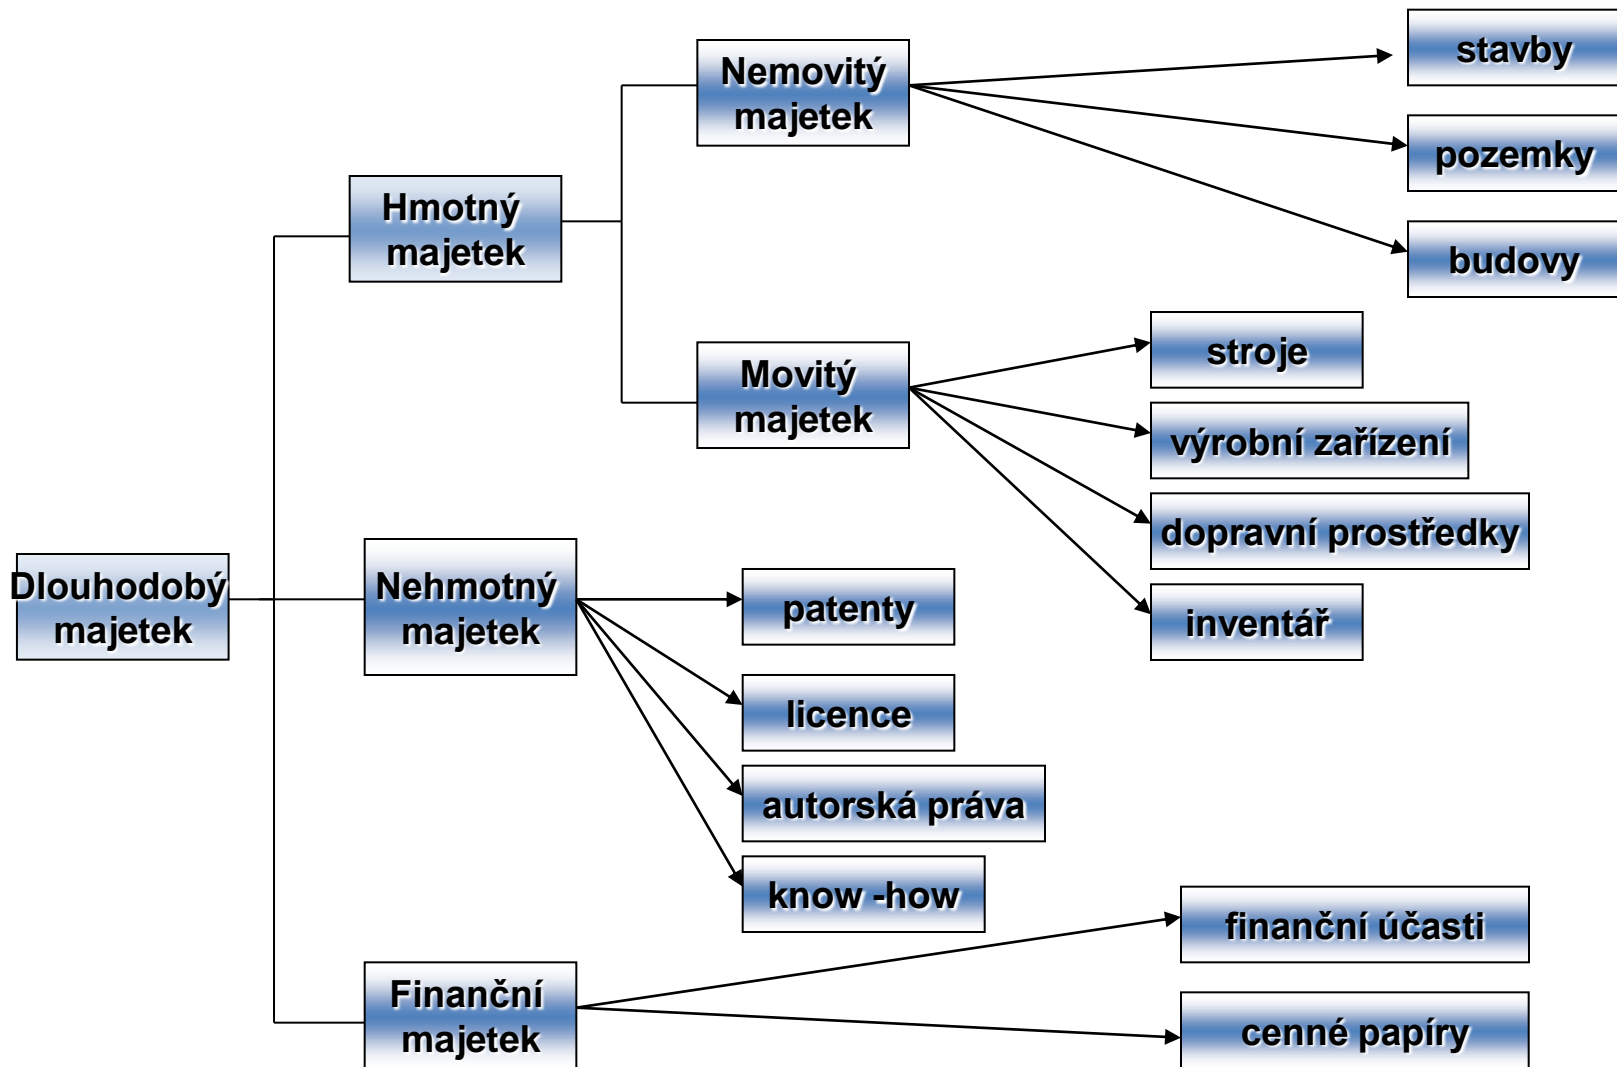 Dlouhodobý
majetek
Hmotný
majetek
Nemovitý
majetek
stavby
pozemky
budovy
Movitý
majetek
stroje
výrobní zařízení
dopravní prostředky
inventář
Nehmotný
majetek
patenty
licence
autorská práva
know -how
Finanční
majetek
finanční účasti
cenné papíry